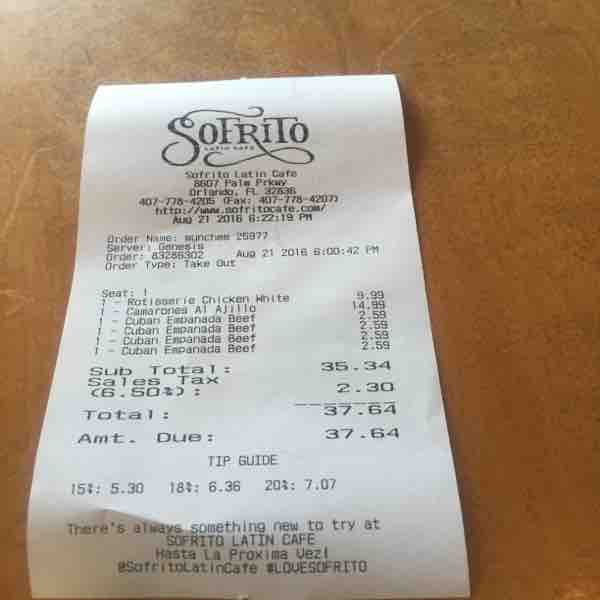 SOFRITO
LATIN CAFE
Sofrito Latin Cafe
8607 Palm Prkwy
Orlando, FL 32836
407-778-4205 (Fax: 407-778-4207)
http://www.sofritocafe.com/
Aug 21 2016 6:22:19 PM
Order Name: munchem 25977
Server: Genesis
Order: 83286302 Aug 21 2016 6:00:42 PM
Order Type: Take Out
Seat: 1
1 - Rotisserie Chicken White 9.99
1 - Camarones Al Ajillo 14.99
1 - Cuban Empanada Beef 2.59
1 - Cuban Empanada Beef 2.59
1 - Cuban Empanada Beef 2.59
1 - Cuban Empanada Beef 2.59
Sub Total: 35.34
Sales Tax
(6.50%): 2.30
Total: 37.64
Amt. Due: 37.64
TIP GUIDE
15%: 5.30 18%: 6.36 20%: 7.07
There's always something new to try at
SOFRITO LATIN CAFE
Hasta La Proxima Vez!
@SofritoLatinCafe #LOVESOFRITO